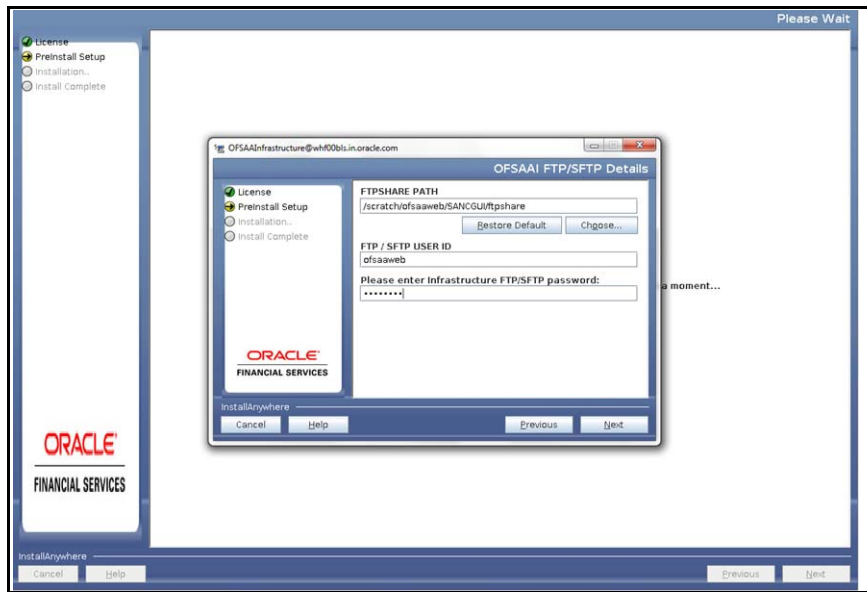 Please Wait
License
PreInstall Setup
Installation..
Install Complete
OFSAAInfrastructure@whf00bls.in.oracle.com
OFSAAI FTP/SFTP Details
License
PreInstall Setup
Installation..
Install Complete
FTPSHARE PATH
/scratch/ofsaaweb/SANCGUI/ftpshare
Restore Default Choose...
FTP / SFTP USER ID
ofsaaweb
Please enter Infrastructure FTP/SFTP password:
••••••••
a moment...
ORACLE'
FINANCIAL SERVICES
InstallAnywhere
Cancel Help Previous Next
ORACLE'
FINANCIAL SERVICES
InstallAnywhere
Cancel Help Previous Next